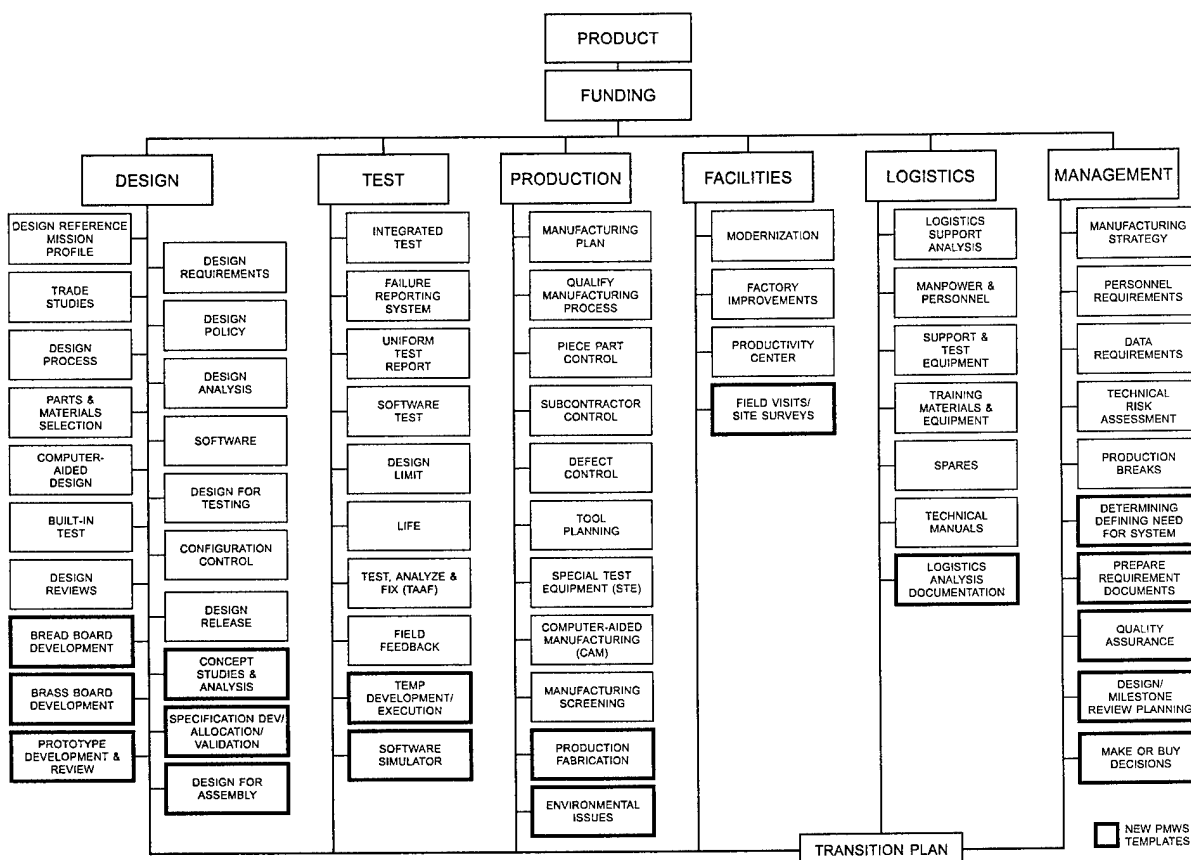 PRODUCT
FUNDING
DESIGN
TEST
PRODUCTION
FACILITIES
LOGISTICS
MANAGEMENT
DESIGN REFERENCE
MISSION
PROFILE
TRADE
STUDIES
DESIGN
PROCESS
PARTS &
MATERIALS
SELECTION
COMPUTER-
AIDED
DESIGN
BUILT-IN
TEST
DESIGN
REVIEWS
BREAD BOARD
DEVELOPMENT
BRASS BOARD
DEVELOPMENT
PROTOTYPE
DEVELOPMENT &
REVIEW
DESIGN
REQUIREMENTS
DESIGN
POLICY
DESIGN
ANALYSIS
SOFTWARE
DESIGN FOR
TESTING
CONFIGURATION
CONTROL
DESIGN
RELEASE
CONCEPT
STUDIES &
ANALYSIS
SPECIFICATION DEV/
ALLOCATION/
VALIDATION
DESIGN FOR
ASSEMBLY
INTEGRATED
TEST
FAILURE
REPORTING
SYSTEM
UNIFORM
TEST
REPORT
SOFTWARE
TEST
DESIGN
LIMIT
LIFE
TEST, ANALYZE &
FIX (TAAF)
FIELD
FEEDBACK
TEMP
DEVELOPMENT/
EXECUTION
SOFTWARE
SIMULATOR
MANUFACTURING
PLAN
QUALIFY
MANUFACTURING
PROCESS
PIECE PART
CONTROL
SUBCONTRACTOR
CONTROL
DEFECT
CONTROL
TOOL
PLANNING
SPECIAL TEST
EQUIPMENT (STE)
COMPUTER-AIDED
MANUFACTURING
(CAM)
MANUFACTURING
SCREENING
PRODUCTION
FABRICATION
ENVIRONMENTAL
ISSUES
MODERNIZATION
FACTORY
IMPROVEMENTS
PRODUCTIVITY
CENTER
FIELD VISITS/
SITE SURVEYS
LOGISTICS
SUPPORT
ANALYSIS
MANPOWER &
PERSONNEL
SUPPORT &
TEST
EQUIPMENT
TRAINING
MATERIALS &
EQUIPMENT
SPARES
TECHNICAL
MANUALS
LOGISTICS
ANALYSIS
DOCUMENTATION
MANUFACTURING
STRATEGY
PERSONNEL
REQUIREMENTS
DATA
REQUIREMENTS
TECHNICAL
RISK
ASSESSMENT
PRODUCTION
BREAKS
DETERMINING
DEFINING NEED
FOR SYSTEM
PREPARE
REQUIREMENT
DOCUMENTS
QUALITY
ASSURANCE
DESIGN/
MILESTONE
REVIEW PLANNING
MAKE OR BUY
DECISIONS
TRANSITION PLAN
NEW PMWS
TEMPLATES